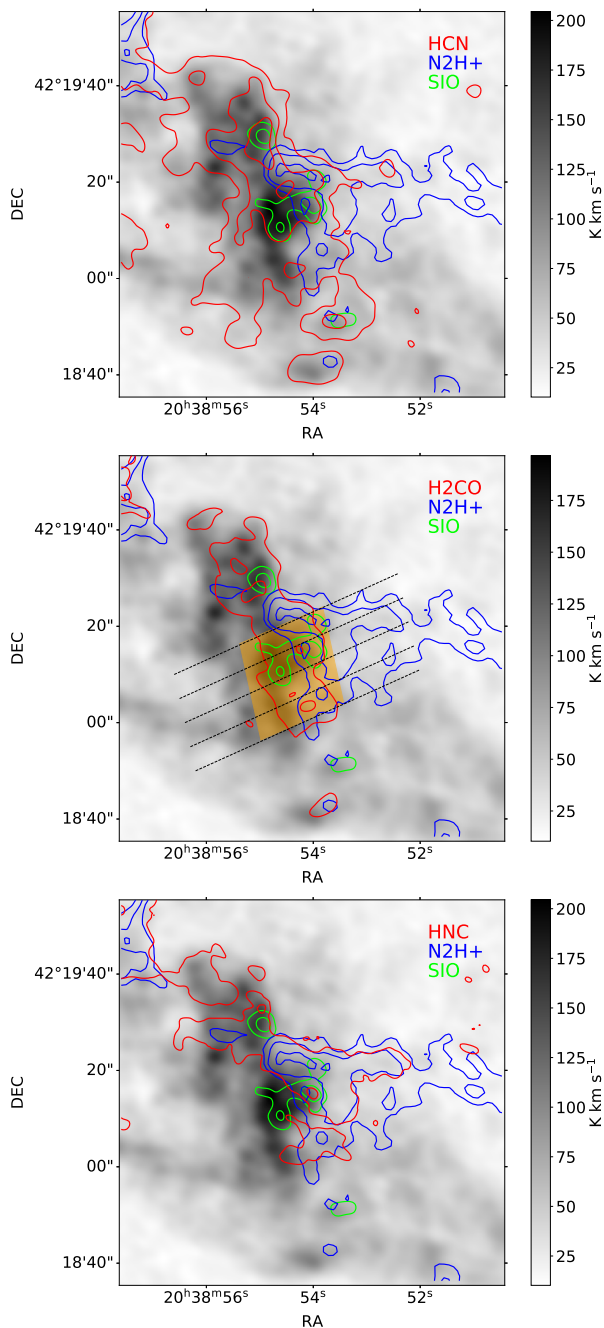 HCN
N2H+
SIO
42°19'40"
20"
00"
18'40"
DEC
20ʰ38ᵐ56ˢ
54ˢ
52ˢ
RA
200
175
150
125
100
75
50
25
K km s⁻¹
H2CO
N2H+
SIO
42°19'40"
20"
00"
18'40"
DEC
20ʰ38ᵐ56ˢ
54ˢ
52ˢ
RA
175
150
125
100
75
50
25
K km s⁻¹
HNC
N2H+
SIO
42°19'40"
20"
00"
18'40"
DEC
20ʰ38ᵐ56ˢ
54ˢ
52ˢ
RA
200
175
150
125
100
75
50
25
K km s⁻¹